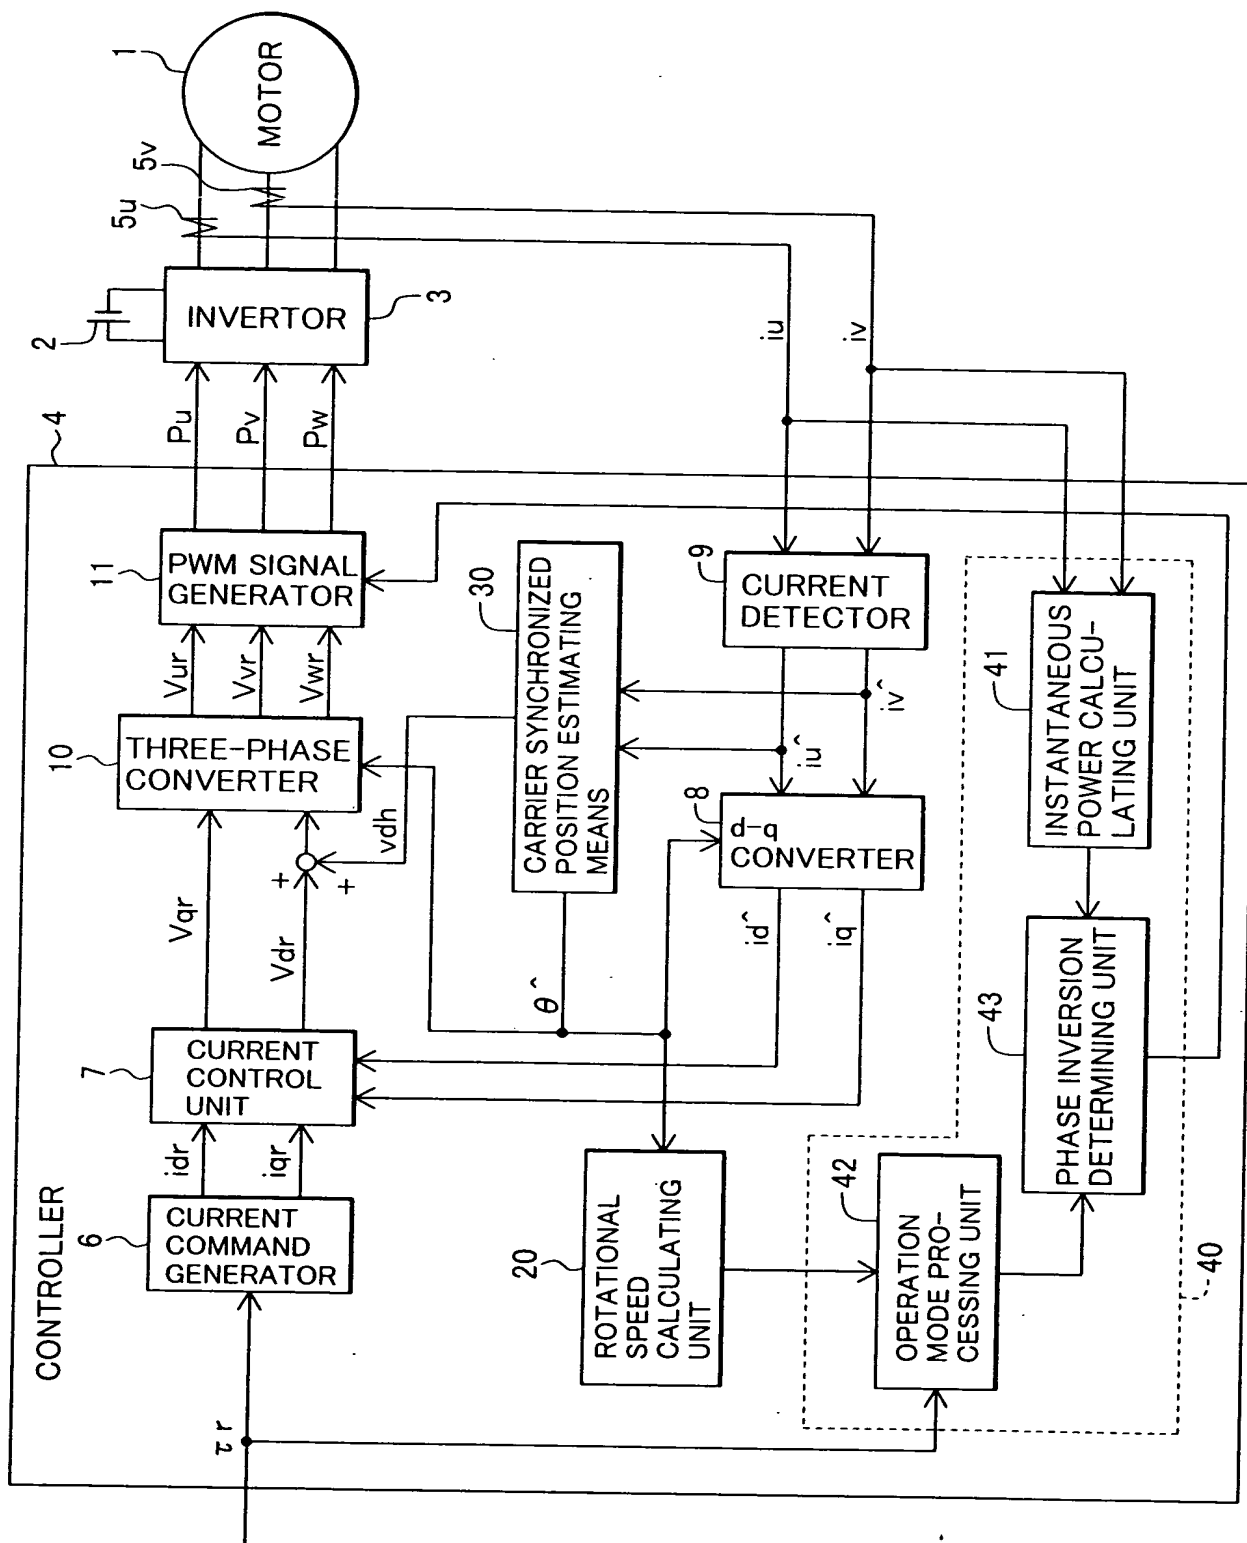 CONTROLLER
4
τr
6
CURRENT
COMMAND
GENERATOR
idr
iqr
7
CURRENT
CONTROL
UNIT
Vqr
Vdr
+
+
vdh
10
THREE-PHASE
CONVERTER
Vur
Vvr
Vwr
11
PWM SIGNAL
GENERATOR
Pu
Pv
Pw
2
INVERTOR
3
5u
5v
1
MOTOR
θ^
30
CARRIER SYNCHRONIZED
POSITION ESTIMATING
MEANS
id^
iq^
8
d-q
CONVERTER
iu^
iv^
9
CURRENT
DETECTOR
iu
iv
20
ROTATIONAL
SPEED
CALCULATING
UNIT
42
OPERATION
MODE PRO-
CESSING UNIT
43
PHASE INVERSION
DETERMINING UNIT
41
INSTANTANEOUS
POWER CALCU-
LATING UNIT
40